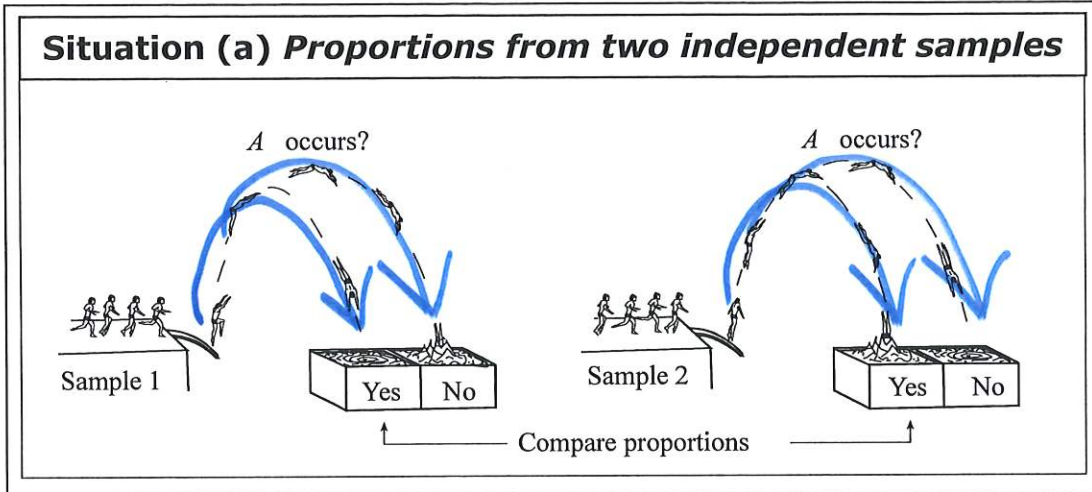 Situation (a) Proportions from two independent samples
A occurs?
A occurs?
Sample 1
Yes
No
Sample 2
Yes
No
Compare proportions